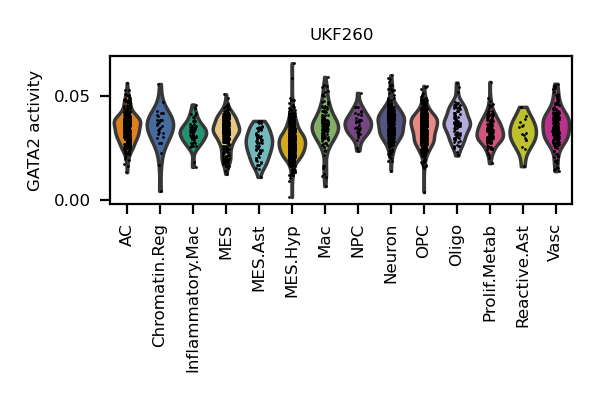 UKF260
GATA2 activity
0.05
0.00
AC
Chromatin.Reg
Inflammatory.Mac
MES
MES.Ast
MES.Hyp
Mac
NPC
Neuron
OPC
Oligo
Prolif.Metab
Reactive.Ast
Vasc